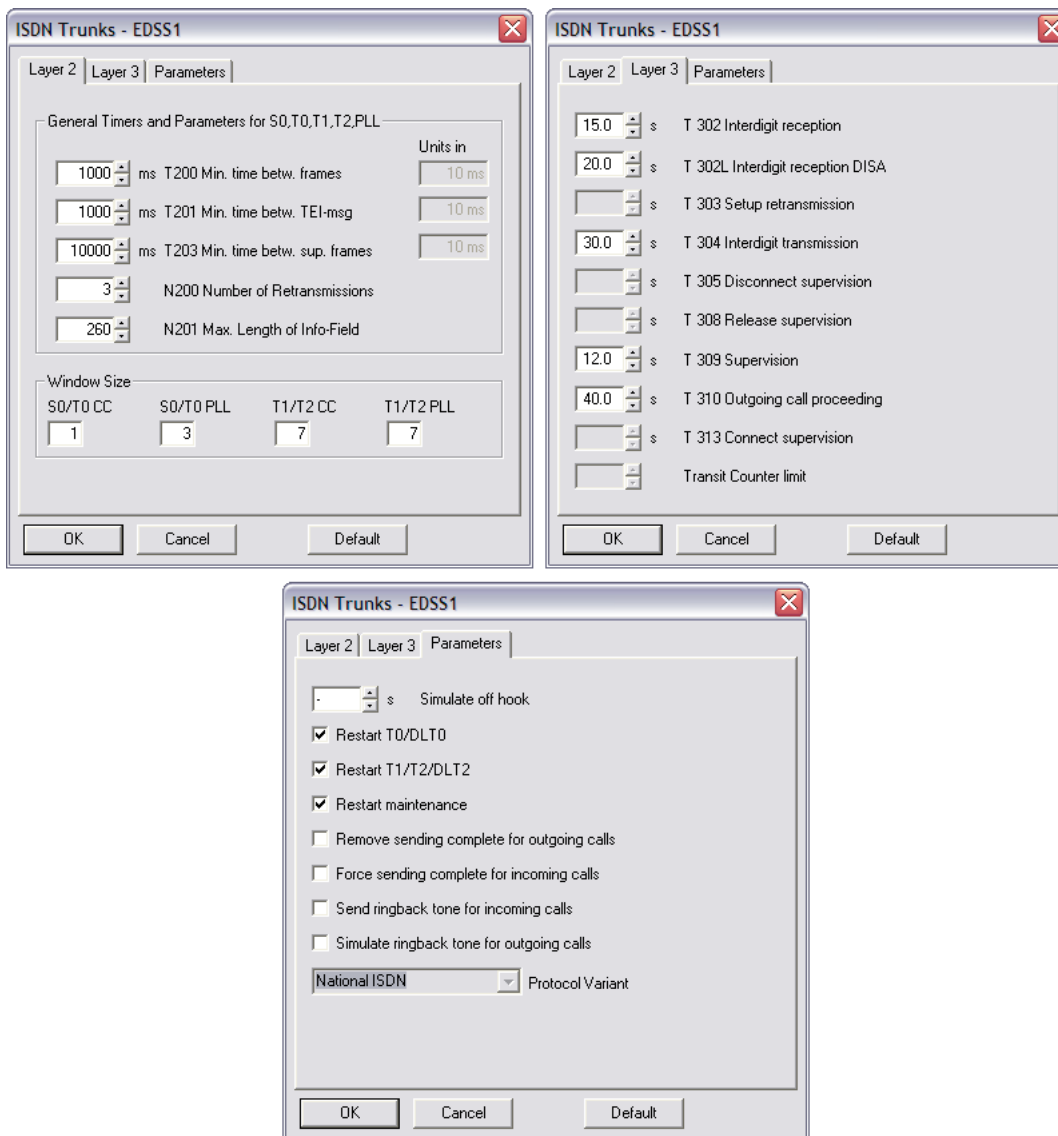 ISDN Trunks - EDSS1
Layer 2 Layer 3 Parameters
General Timers and Parameters for S0,T0,T1,T2,PLL
Units in
1000 ms T200 Min. time betw. frames 10 ms
1000 ms T201 Min. time betw. TEI-msg 10 ms
10000 ms T203 Min. time betw. sup. frames 10 ms
3 N200 Number of Retransmissions
260 N201 Max. Length of Info-Field
Window Size
S0/T0 CC S0/T0 PLL T1/T2 CC T1/T2 PLL
1 3 7 7
OK Cancel Default
ISDN Trunks - EDSS1
Layer 2 Layer 3 Parameters
15.0 s T 302 Interdigit reception
20.0 s T 302L Interdigit reception DISA
s T 303 Setup retransmission
30.0 s T 304 Interdigit transmission
s T 305 Disconnect supervision
s T 308 Release supervision
12.0 s T 309 Supervision
40.0 s T 310 Outgoing call proceeding
s T 313 Connect supervision
Transit Counter limit
OK Cancel Default
ISDN Trunks - EDSS1
Layer 2 Layer 3 Parameters
- s Simulate off hook
Restart T0/DLT0
Restart T1/T2/DLT2
Restart maintenance
Remove sending complete for outgoing calls
Force sending complete for incoming calls
Send ringback tone for incoming calls
Simulate ringback tone for outgoing calls
National ISDN Protocol Variant
OK Cancel Default